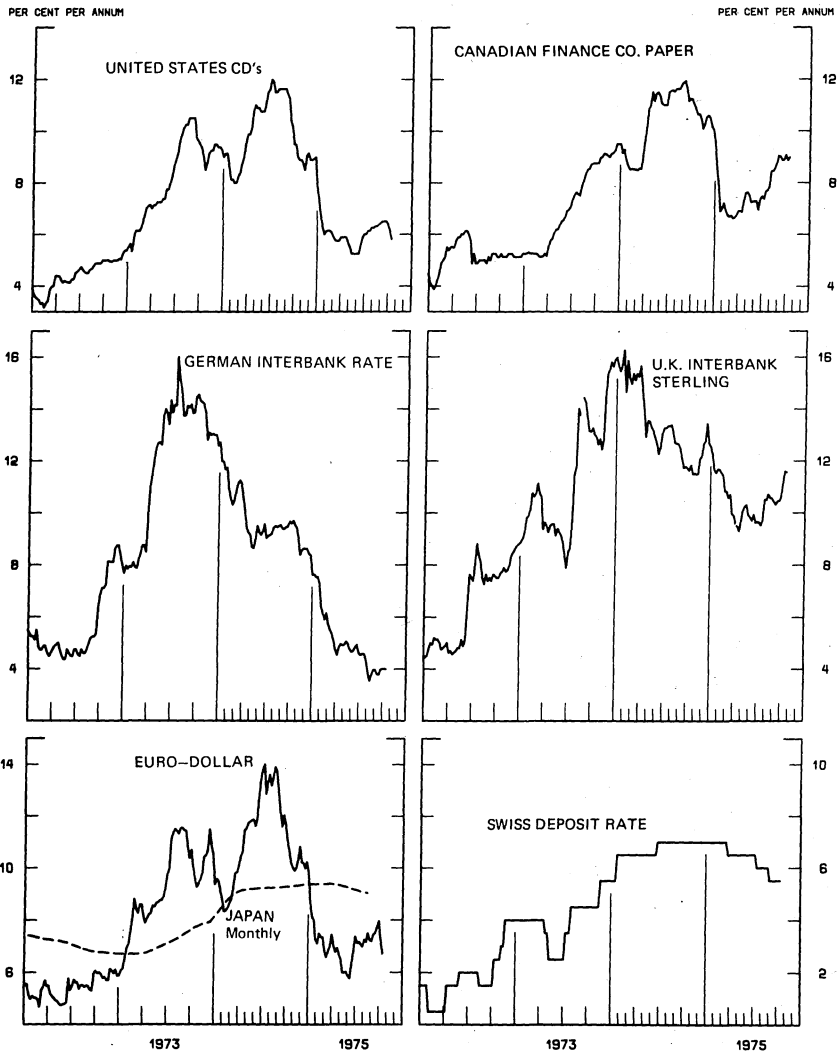 PER CENT PER ANNUM
PER CENT PER ANNUM
UNITED STATES CD's
12
8
4
CANADIAN FINANCE CO. PAPER
12
8
4
GERMAN INTERBANK RATE
16
12
8
4
U.K. INTERBANK
STERLING
16
12
8
4
EURO–DOLLAR
14
10
6
JAPAN
Monthly
SWISS DEPOSIT RATE
10
6
2
1973
1975
1973
1975